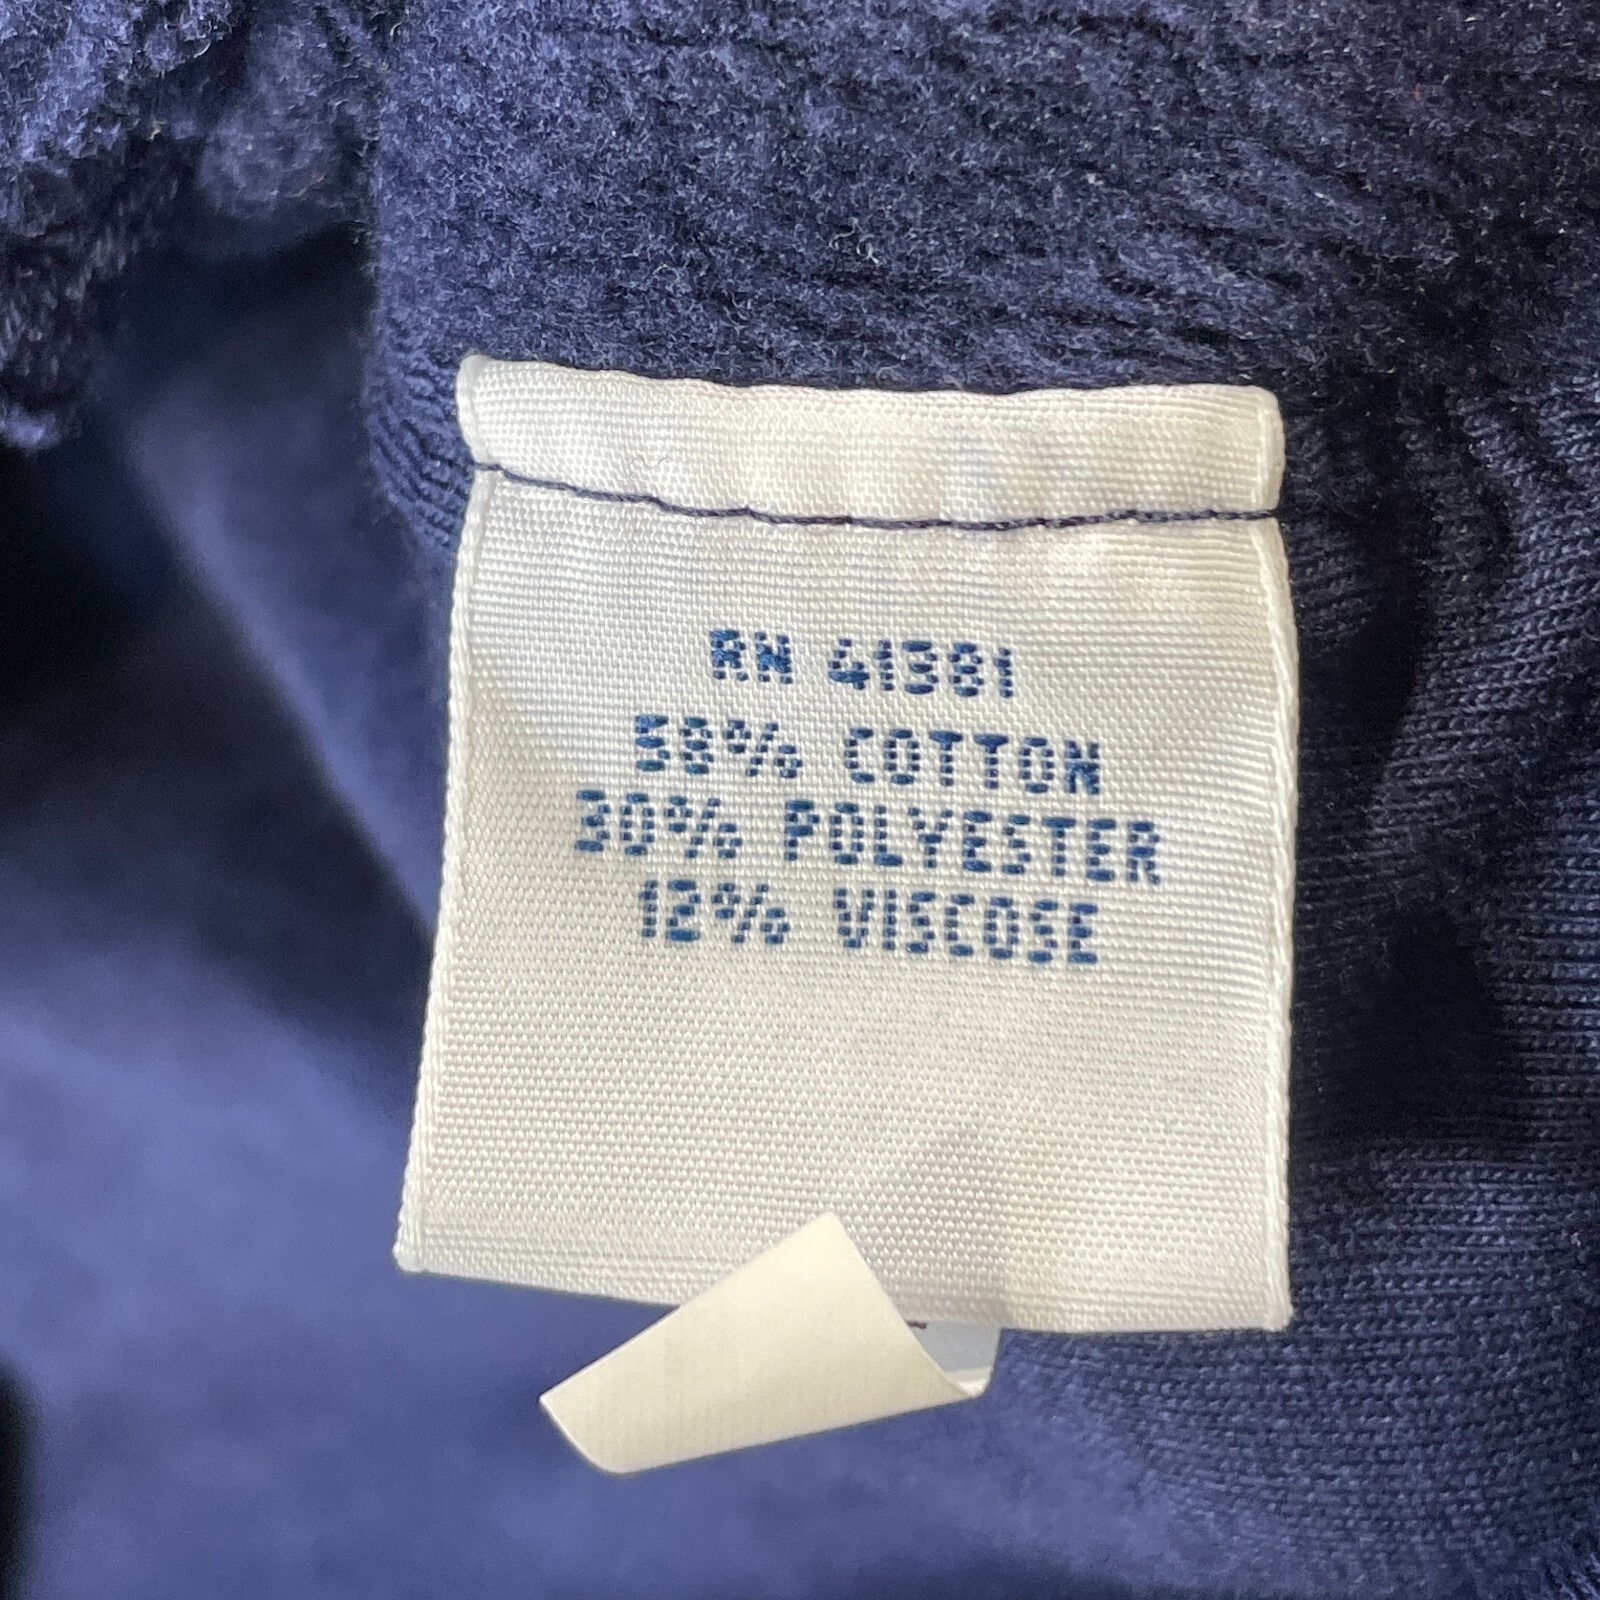 RN 41381
58% COTTON
30% POLYESTER
12% VISCOSE